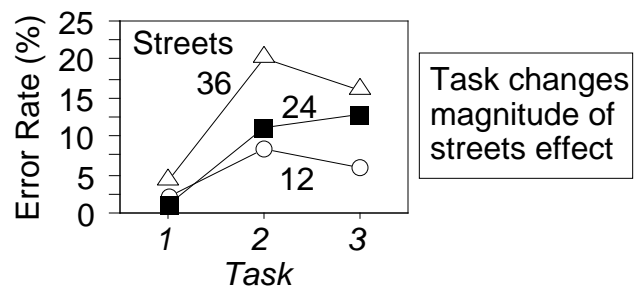 Error Rate (%)
25
20
15
10
5
0
Streets
36
24
12
1 2 3
Task
Task changes
magnitude of
streets effect